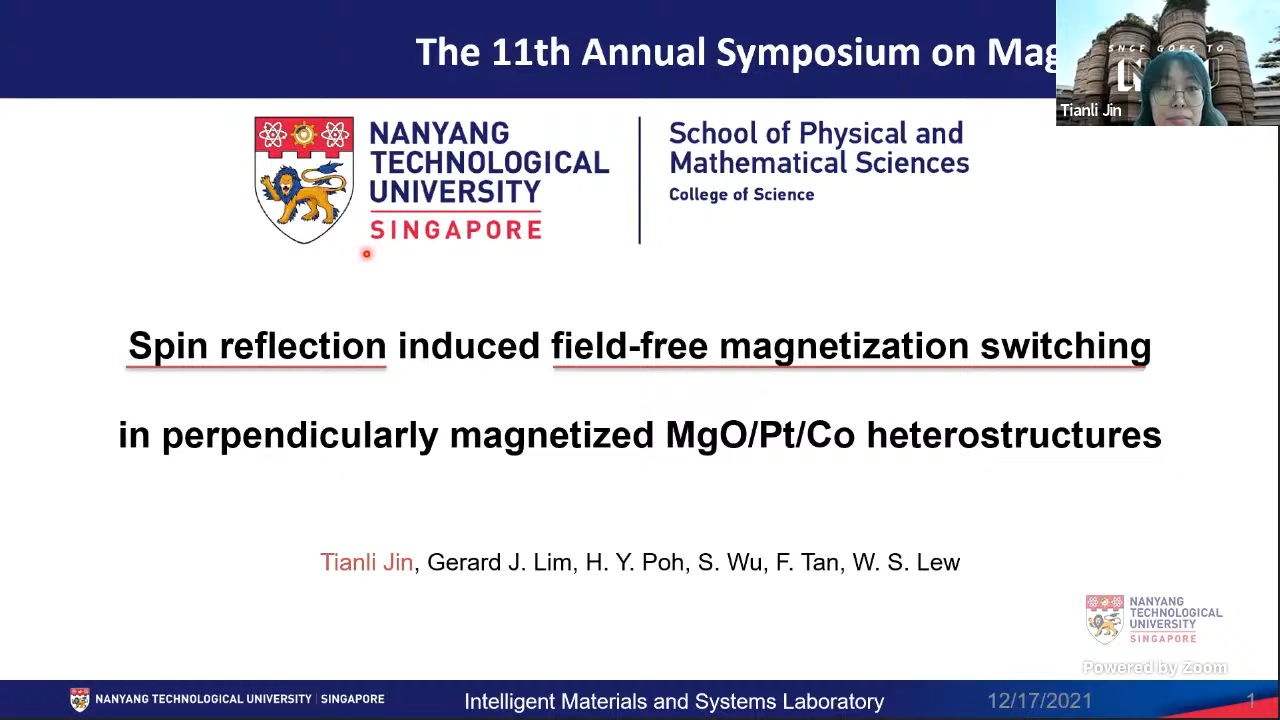 The 11th Annual Symposium on Mag
SNCF GOES TO
Tianli Jin
NANYANG
TECHNOLOGICAL
UNIVERSITY
SINGAPORE
School of Physical and
Mathematical Sciences
College of Science
Spin reflection induced field-free magnetization switching
in perpendicularly magnetized MgO/Pt/Co heterostructures
Tianli Jin, Gerard J. Lim, H. Y. Poh, S. Wu, F. Tan, W. S. Lew
NANYANG
TECHNOLOGICAL
UNIVERSITY
SINGAPORE
Powered by Zoom
NANYANG TECHNOLOGICAL UNIVERSITY | SINGAPORE
Intelligent Materials and Systems Laboratory
12/17/2021
1